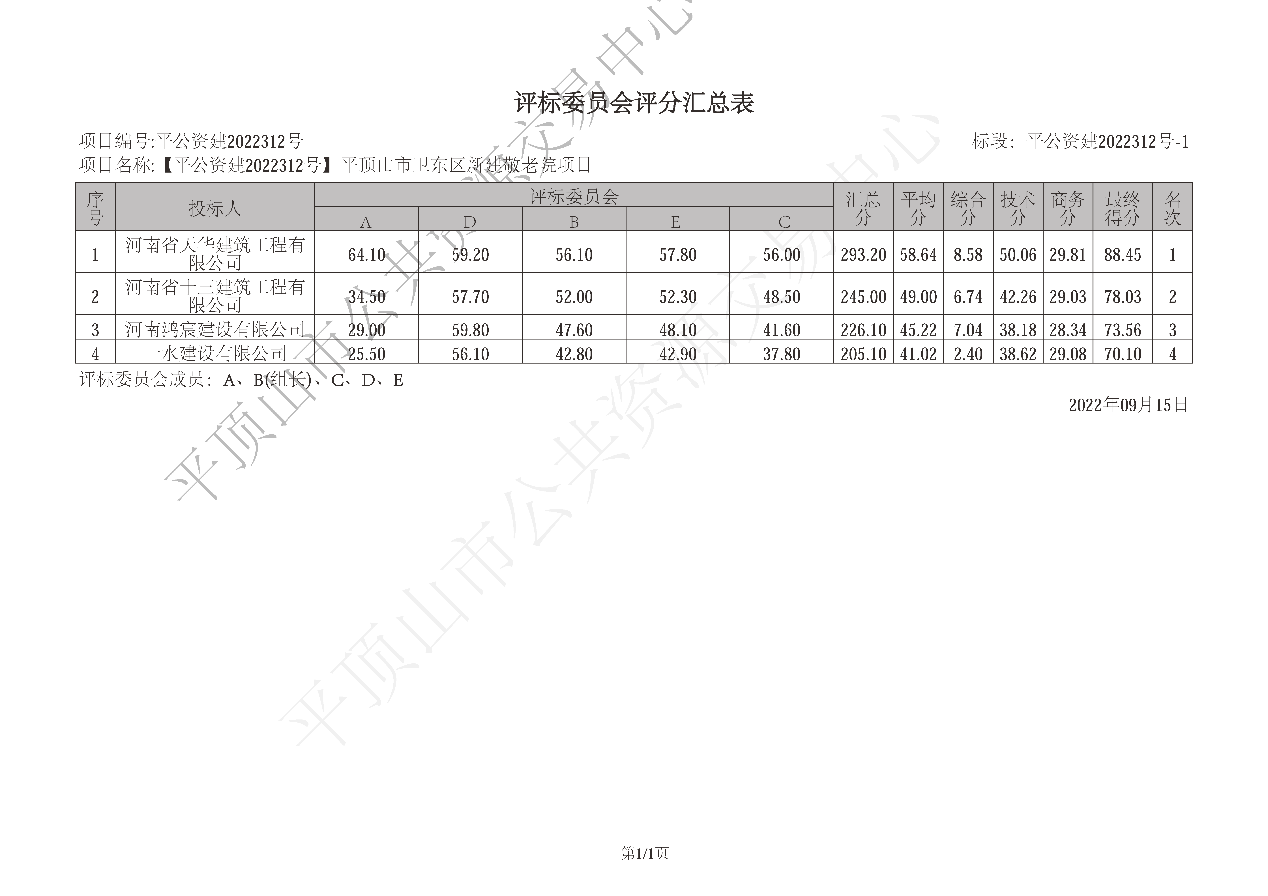 评标委员会评分汇总表
项目编号:平公资建2022312号 标段：平公资建2022312号-1
项目名称:【平公资建2022312号】平顶山市卫东区新建敬老院项目
序号 投标人 评标委员会 汇总分 平均分 综合分 技术分 商务分 最终得分 名次
A D B E C
1 河南省天华建筑工程有限公司 64.10 59.20 56.10 57.80 56.00 293.20 58.64 8.58 50.06 29.81 88.45 1
2 河南省十三建筑工程有限公司 34.50 57.70 52.00 52.30 48.50 245.00 49.00 6.74 42.26 29.03 78.03 2
3 河南鸿宸建设有限公司 29.00 59.80 47.60 48.10 41.60 226.10 45.22 7.04 38.18 28.34 73.56 3
4 水建设有限公司 25.50 56.10 42.80 42.90 37.80 205.10 41.02 2.40 38.62 29.08 70.10 4
评标委员会成员：A、B(组长)、C、D、E
2022年09月15日
平顶山市公共资源交易中心
平顶山市公共资源交易中心
第1/1页